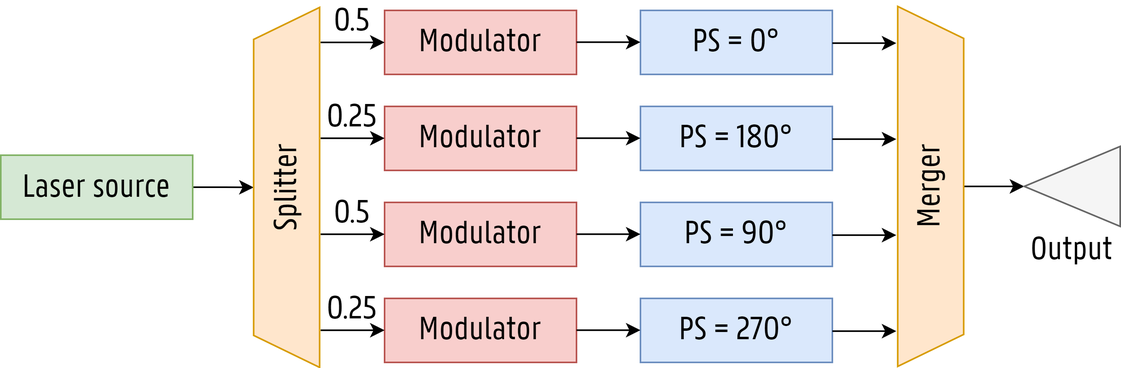 0.5
Modulator
PS = 0°
0.25
Modulator
PS = 180°
Laser source
Splitter
Merger
0.5
Modulator
PS = 90°
Output
0.25
Modulator
PS = 270°